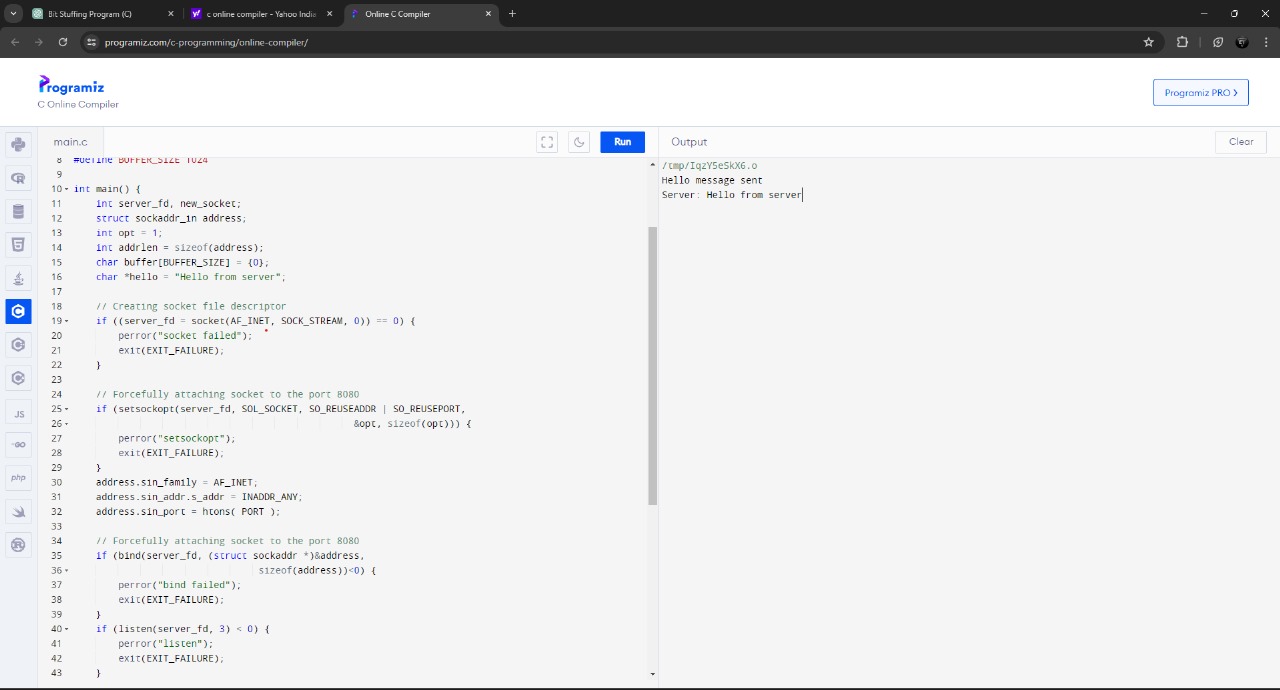 Bit Stuffing Program (C)
c online compiler - Yahoo India
Online C Compiler
programiz.com/c-programming/online-compiler/
Programiz
C Online Compiler
Programiz PRO
main.c
Run
Output
Clear
8 #define BUFFER_SIZE 1024
9
10 int main() {
11 int server_fd, new_socket;
12 struct sockaddr_in address;
13 int opt = 1;
14 int addrlen = sizeof(address);
15 char buffer[BUFFER_SIZE] = {0};
16 char *hello = "Hello from server";
17
18 // Creating socket file descriptor
19 if ((server_fd = socket(AF_INET, SOCK_STREAM, 0)) == 0) {
20 perror("socket failed");
21 exit(EXIT_FAILURE);
22 }
23
24 // Forcefully attaching socket to the port 8080
25 if (setsockopt(server_fd, SOL_SOCKET, SO_REUSEADDR | SO_REUSEPORT,
26 &opt, sizeof(opt))) {
27 perror("setsockopt");
28 exit(EXIT_FAILURE);
29 }
30 address.sin_family = AF_INET;
31 address.sin_addr.s_addr = INADDR_ANY;
32 address.sin_port = htons( PORT );
33
34 // Forcefully attaching socket to the port 8080
35 if (bind(server_fd, (struct sockaddr *)&address,
36 sizeof(address))<0) {
37 perror("bind failed");
38 exit(EXIT_FAILURE);
39 }
40 if (listen(server_fd, 3) < 0) {
41 perror("listen");
42 exit(EXIT_FAILURE);
43 }
/tmp/IqzY5eSkX6.o
Hello message sent
Server: Hello from server
JS
GO
php